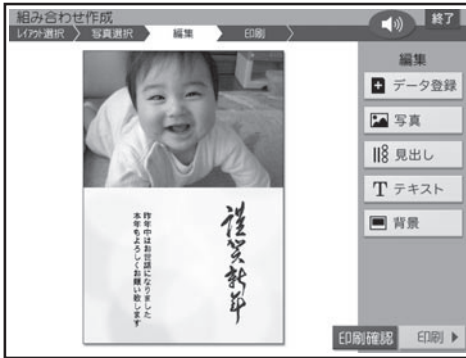 組み合わせ作成
終了
レイアウト選択
写真選択
編集
印刷
編集
データ登録
写真
見出し
テキスト
背景
謹賀新年
昨年中はお世話になりました
本年もよろしくお願い致します
印刷確認
印刷